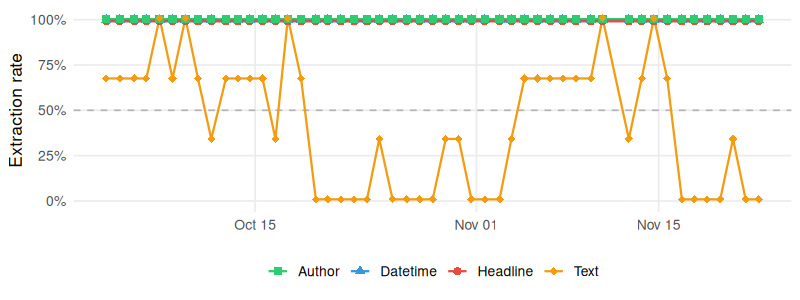 Extraction rate
100%
75%
50%
25%
0%
Oct 15 Nov 01 Nov 15
Author Datetime Headline Text